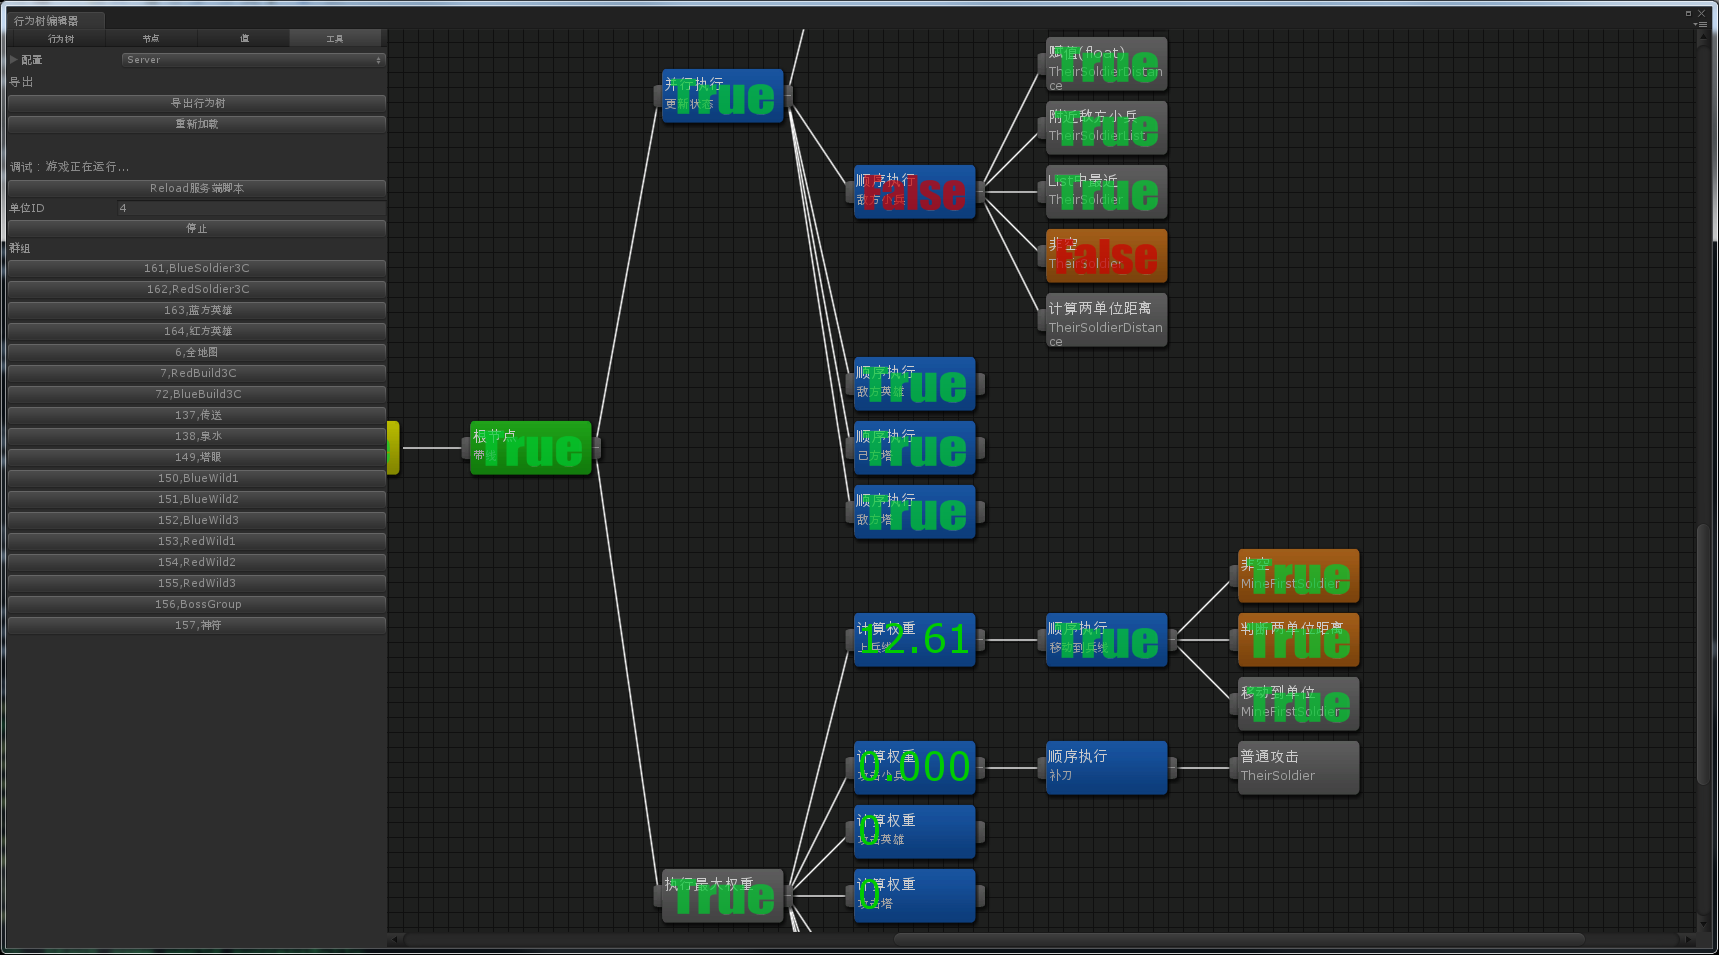 行为树编辑器
行为树
节点
值
工具
配置
Server
导出
导出行为树
重新加载
调试：游戏正在运行...
Reload服务端脚本
单位ID
4
停止
群组
161,BlueSoldier3C
162,RedSoldier3C
163,蓝方英雄
164,红方英雄
6,全地图
7,RedBuild3C
72,BlueBuild3C
137,传送
138,泉水
149,塔眼
150,BlueWild1
151,BlueWild2
152,BlueWild3
153,RedWild1
154,RedWild2
155,RedWild3
156,BossGroup
157,神符
根节点
带线
True
并行执行
更新状态
True
顺序执行
敌方小兵
False
赋值(float)
TheirSoldierDistan
ce
True
附近敌方小兵
TheirSoldierList
True
List中最近
TheirSoldier
True
非空
TheirSoldier
False
计算两单位距离
TheirSoldierDistan
ce
顺序执行
敌方英雄
True
顺序执行
己方塔
True
顺序执行
敌方塔
True
计算权重
上兵线
12.61
顺序执行
移动到兵线
True
非空
MineFirstSoldier
True
判断两单位距离
True
移动到单位
MineFirstSoldier
True
计算权重
攻击小兵
0.000
顺序执行
补刀
普通攻击
TheirSoldier
计算权重
攻击英雄
0
执行最大权重
True
计算权重
攻击塔
0